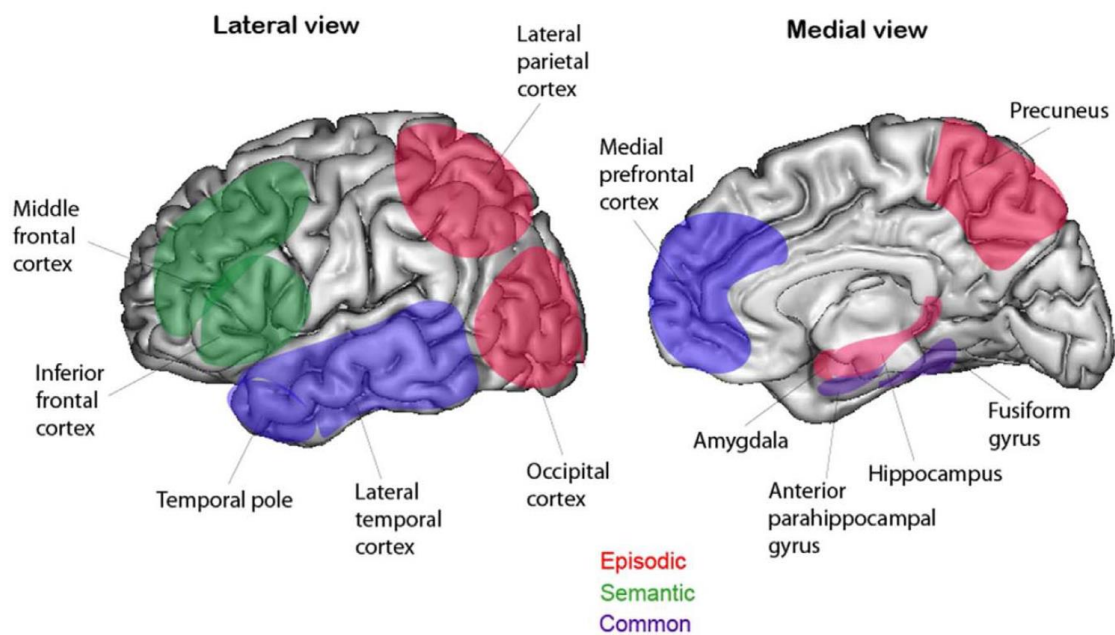 Lateral view
Lateral
parietal
cortex
Middle
frontal
cortex
Inferior
frontal
cortex
Temporal pole
Lateral
temporal
cortex
Occipital
cortex
Medial view
Precuneus
Medial
prefrontal
cortex
Amygdala
Anterior
parahippocampal
gyrus
Hippocampus
Fusiform
gyrus
Episodic
Semantic
Common